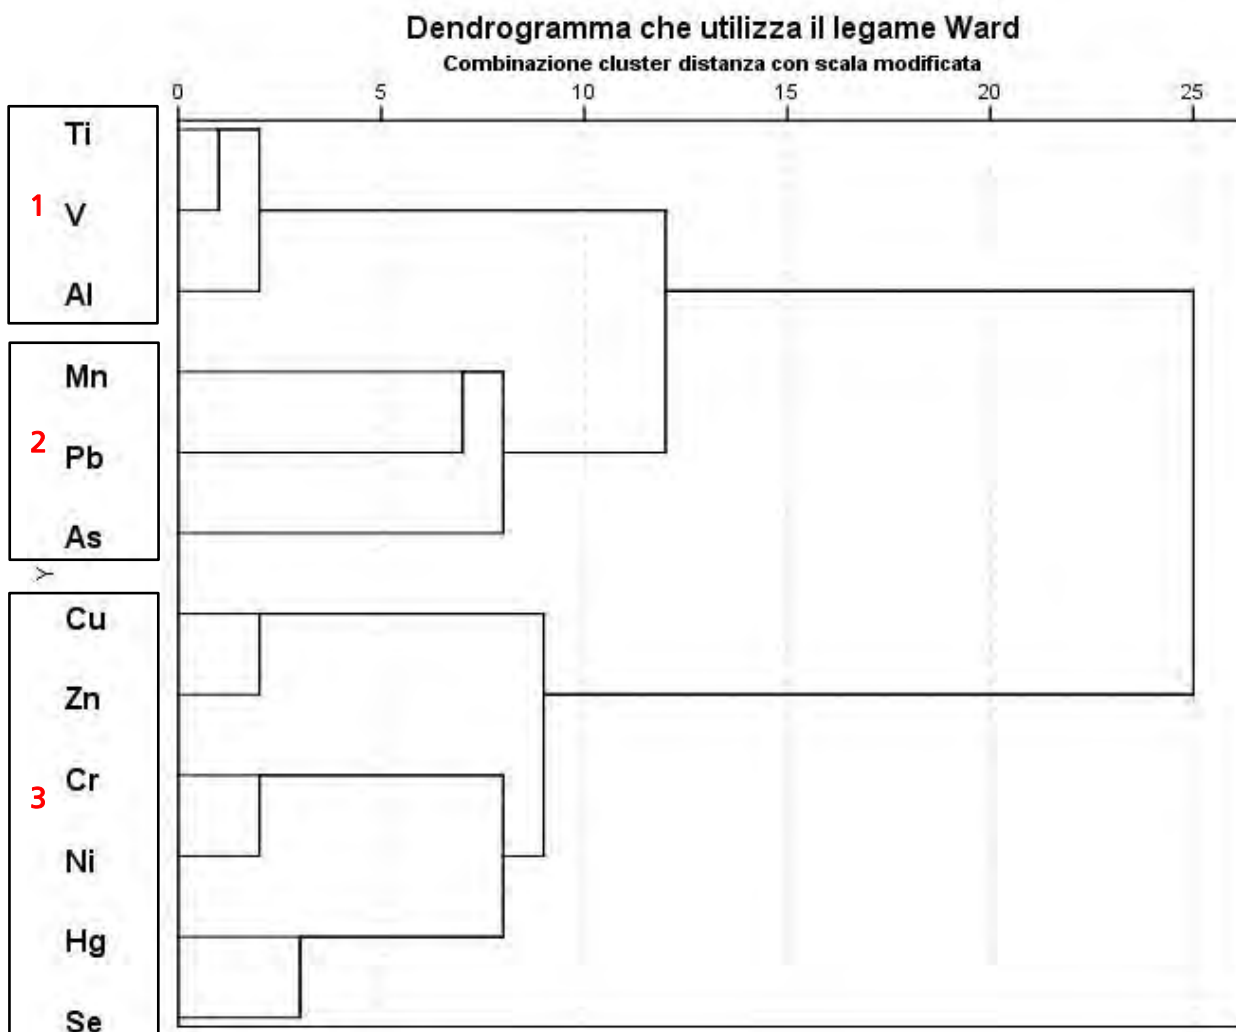 Dendrogramma che utilizza il legame Ward
Combinazione cluster distanza con scala modificata
0 5 10 15 20 25
Ti
1
V
Al
Mn
2
Pb
As
Y
Cu
Zn
Cr
3
Ni
Hg
Se